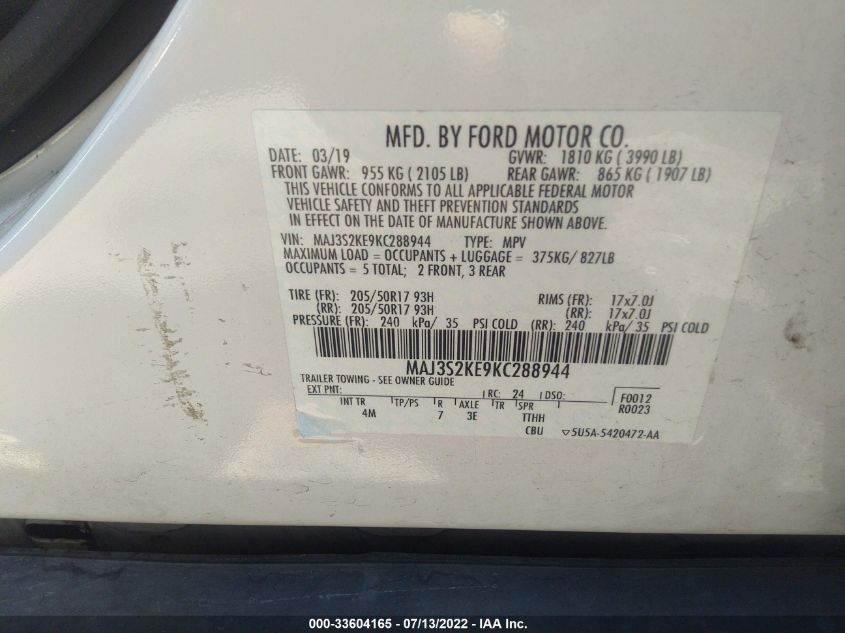 MFD. BY FORD MOTOR CO.
DATE: 03/19 GVWR: 1810 KG ( 3990 LB)
FRONT GAWR: 955 KG ( 2105 LB) REAR GAWR: 865 KG ( 1907 LB)
THIS VEHICLE CONFORMS TO ALL APPLICABLE FEDERAL MOTOR
VEHICLE SAFETY AND THEFT PREVENTION STANDARDS
IN EFFECT ON THE DATE OF MANUFACTURE SHOWN ABOVE.
VIN: MAJ3S2KE9KC288944 TYPE: MPV
MAXIMUM LOAD = OCCUPANTS + LUGGAGE = 375KG/ 827LB
OCCUPANTS = 5 TOTAL; 2 FRONT, 3 REAR
TIRE (FR): 205/50R17 93H RIMS (FR): 17x7.0J
(RR): 205/50R17 93H (RR): 17x7.0J
PRESSURE (FR): 240 kPa/ 35 PSI COLD (RR): 240 kPa/ 35 PSI COLD
MAJ3S2KE9KC288944
TRAILER TOWING - SEE OWNER GUIDE
EXT PNT: RC: 24 DSO: F0012
R0023
INT TR TP/PS R AXLE TR SPR
4M 7 3E TTHH
CBU 5U5A-5420472-AA
000-33604165 - 07/13/2022 - IAA Inc.